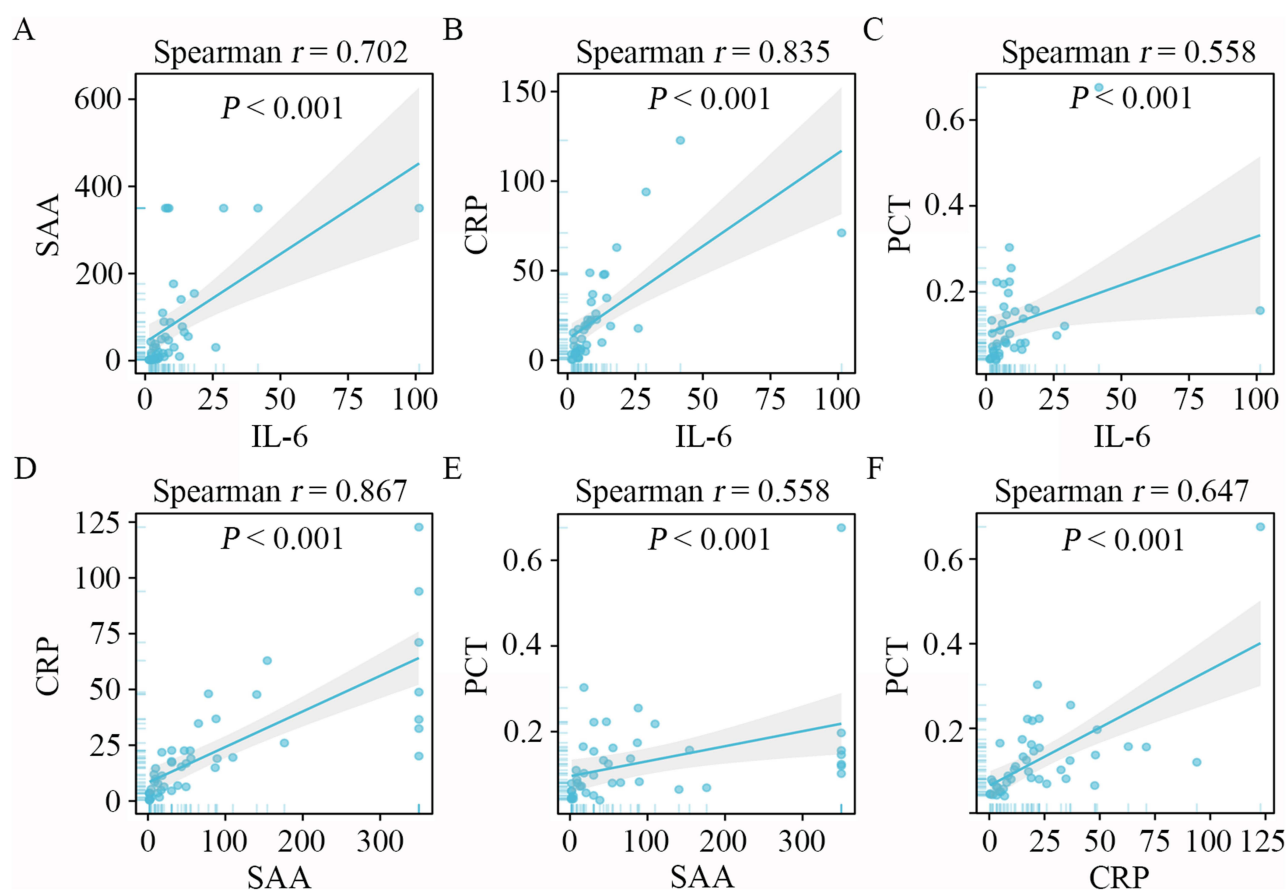 A
Spearman r = 0.702
P < 0.001
600
400
200
0
SAA
0 25 50 75 100
IL-6
B
Spearman r = 0.835
P < 0.001
150
100
50
0
CRP
0 25 50 75 100
IL-6
C
Spearman r = 0.558
P < 0.001
0.6
0.4
0.2
PCT
0 25 50 75 100
IL-6
D
Spearman r = 0.867
P < 0.001
125
100
75
50
25
0
CRP
0 100 200 300
SAA
E
Spearman r = 0.558
P < 0.001
0.6
0.4
0.2
PCT
0 100 200 300
SAA
F
Spearman r = 0.647
P < 0.001
0.6
0.4
0.2
PCT
0 25 50 75 100 125
CRP